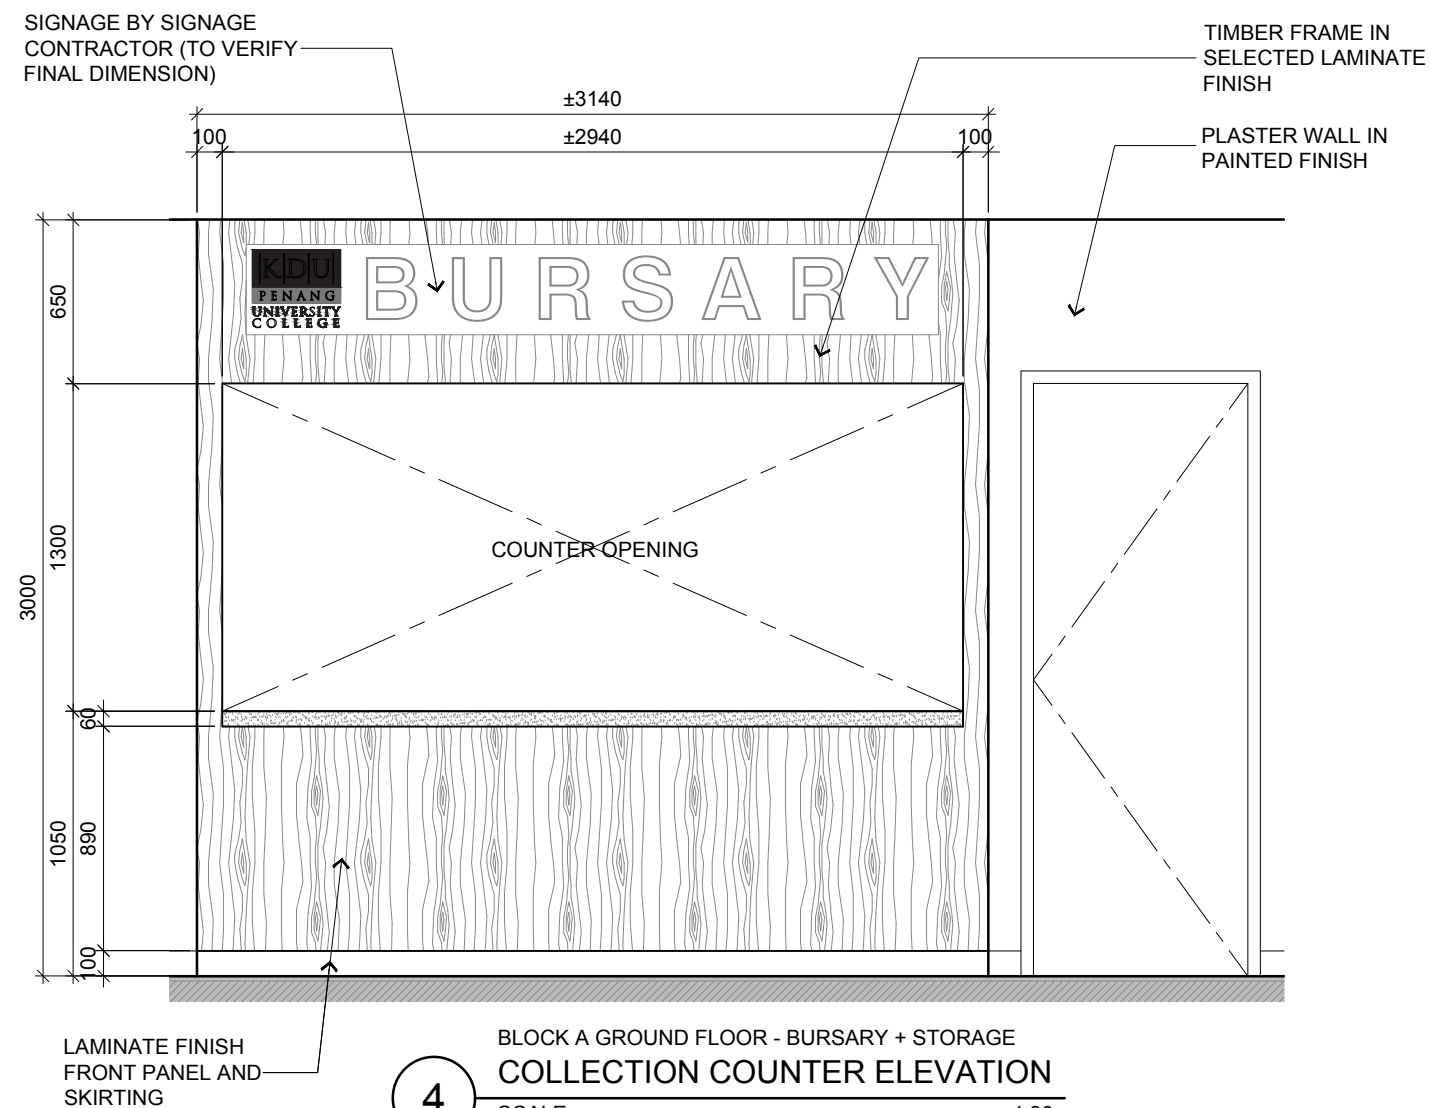 SIGNAGE BY SIGNAGE
CONTRACTOR (TO VERIFY
FINAL DIMENSION)
TIMBER FRAME IN
SELECTED LAMINATE
FINISH
±3140
100
±2940
100
PLASTER WALL IN
PAINTED FINISH
KDU
PENANG
UNIVERSITY
COLLEGE
BURSARY
650
1300
COUNTER OPENING
3000
60
1050
890
100
LAMINATE FINISH
FRONT PANEL AND
SKIRTING
4
BLOCK A GROUND FLOOR - BURSARY + STORAGE
COLLECTION COUNTER ELEVATION